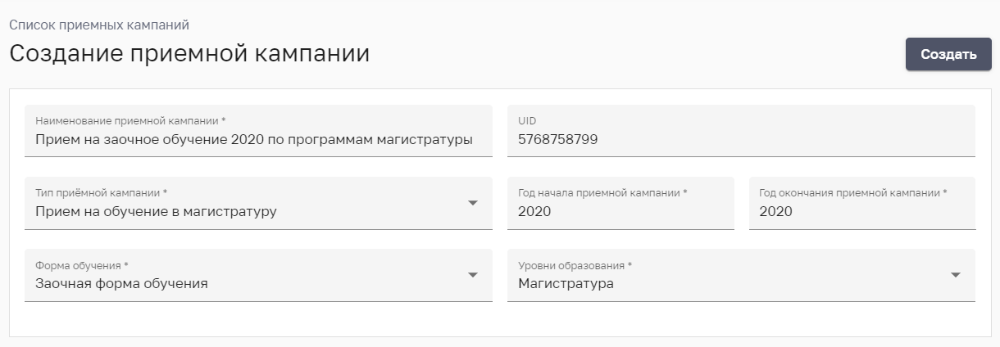 Список приемных кампаний
Создание приемной кампании
Создать
Наименование приемной кампании *
Прием на заочное обучение 2020 по программам магистратуры
UID
5768758799
Тип приёмной кампании *
Прием на обучение в магистратуру
Год начала приемной кампании *
2020
Год окончания приемной кампании *
2020
Форма обучения *
Заочная форма обучения
Уровни образования *
Магистратура